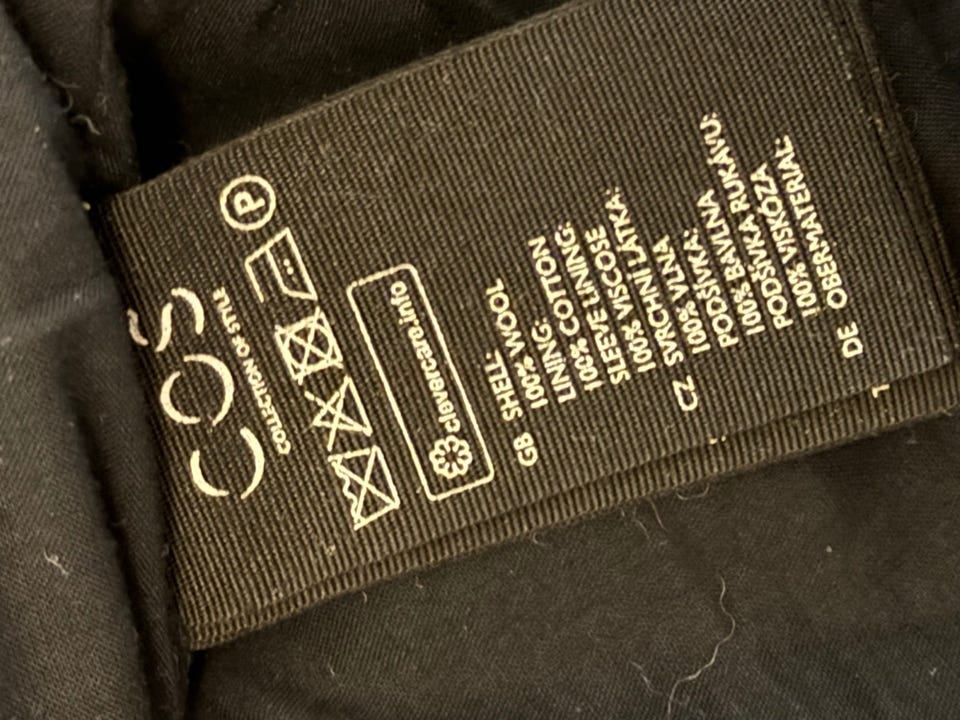 COS
COLLECTION OF STYLE
P
clevercare.info
GB SHELL:
100% WOOL
LINING:
100% COTTON
SLEEVE LINING:
100% VISCOSE
CZ SVRCHNÍ LÁTKA:
100% VLNA
PODŠÍVKA:
100% BAVLNA
PODŠÍVKA RUKÁVU:
100% VISKÓZA
DE OBERMATERIAL: